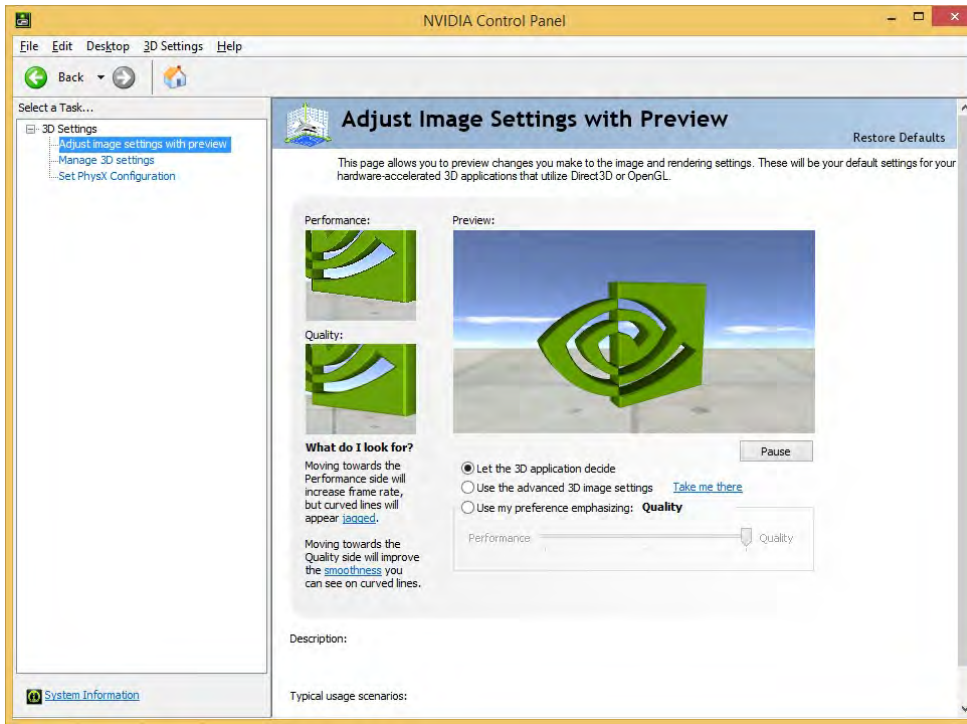 NVIDIA Control Panel
File Edit Desktop 3D Settings Help
Back
Select a Task...
3D Settings
Adjust image settings with preview
Manage 3D settings
Set PhysX Configuration
System Information
Adjust Image Settings with Preview
Restore Defaults
This page allows you to preview changes you make to the image and rendering settings. These will be your default settings for your
hardware-accelerated 3D applications that utilize Direct3D or OpenGL.
Performance:
Quality:
What do I look for?
Moving towards the
Performance side will
increase frame rate,
but curved lines will
appear jagged.
Moving towards the
Quality side will improve
the smoothness you
can see on curved lines.
Preview:
Pause
Let the 3D application decide
Use the advanced 3D image settings Take me there
Use my preference emphasizing: Quality
Performance Quality
Description:
Typical usage scenarios: